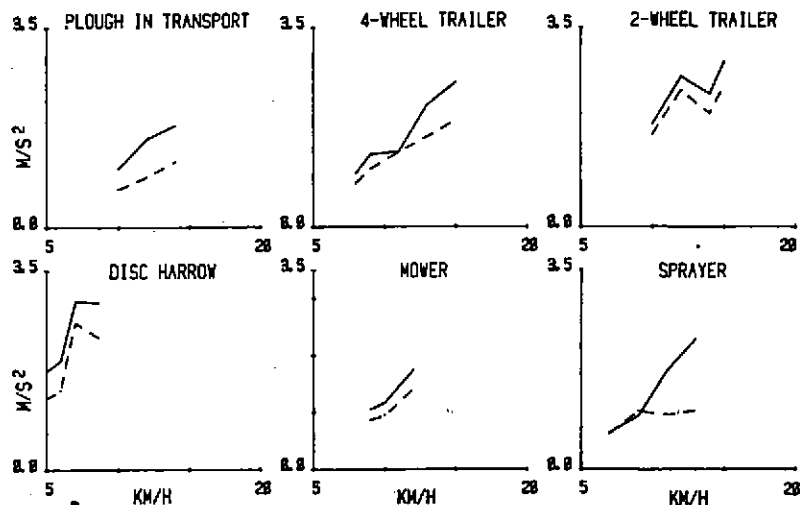 PLOUGH IN TRANSPORT
4-WHEEL TRAILER
2-WHEEL TRAILER
3.5
3.5
3.5
M/S²
0.0
0.0
0.0
5
20
5
20
5
20
DISC HARROW
MOWER
SPRAYER
3.5
3.5
3.5
M/S²
0.0
0.0
0.0
5
20
5
20
5
20
KM/H
KM/H
KM/H